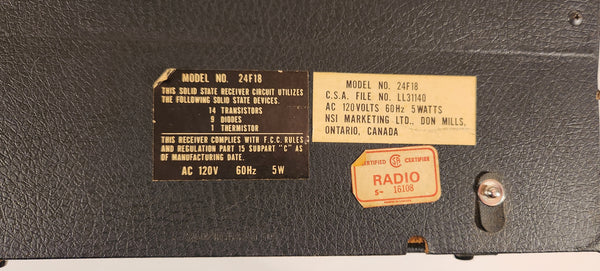 MODEL NO. 24F18
THIS SOLID STATE RECEIVER CIRCUIT UTILIZES
THE FOLLOWING SOLID STATE DEVICES.
14 TRANSISTORS
9 DIODES
1 THERMISTOR
THIS RECEIVER COMPLIES WITH F.C.C. RULES
AND REGULATION PART 15 SUBPART "C" AS
OF MANUFACTURING DATE.
AC 120V 60Hz 5W
MODEL NO. 24F18
C.S.A. FILE NO. LL31140
AC 120VOLTS 60Hz 5WATTS
NSI MARKETING LTD., DON MILLS,
ONTARIO, CANADA
CERTIFIED SA CERTIFIEE
RADIO
S- 16108